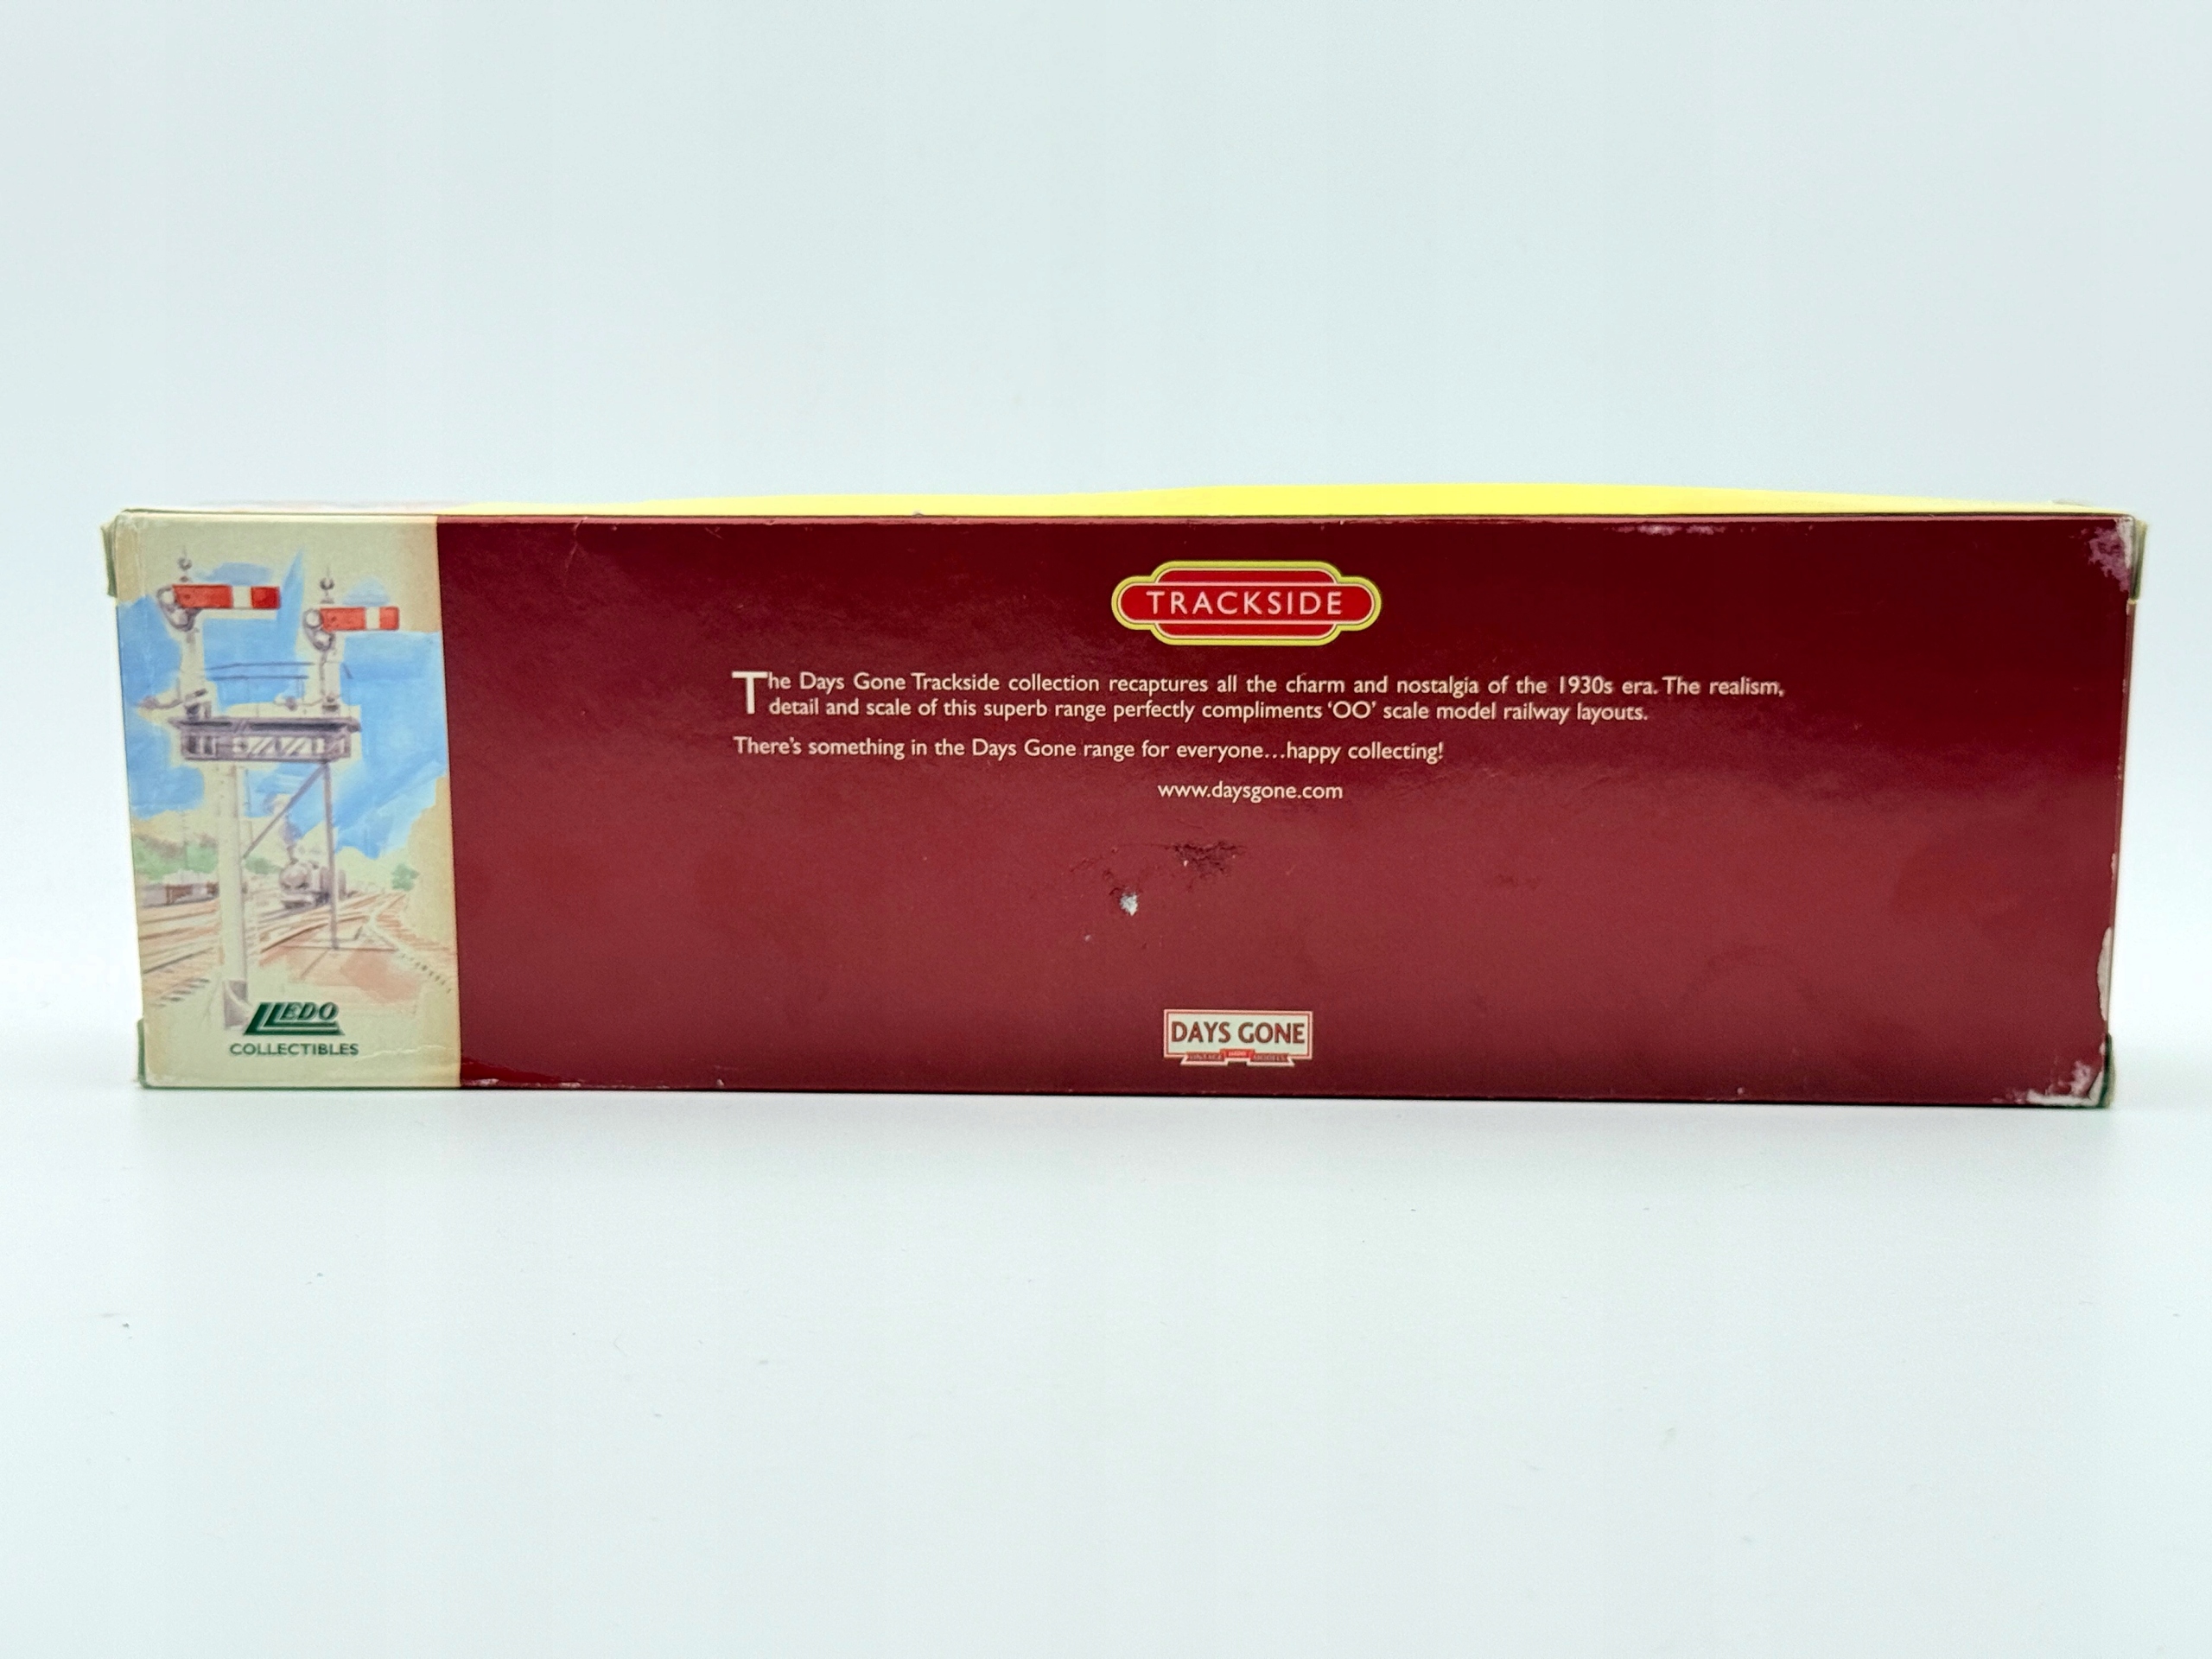 TRACKSIDE
The Days Gone Trackside collection recaptures all the charm and nostalgia of the 1930s era. The realism,
detail and scale of this superb range perfectly compliments ‘OO’ scale model railway layouts.
There’s something in the Days Gone range for everyone...happy collecting!
www.daysgone.com
LLEDO
COLLECTIBLES
DAYS GONE
VINTAGE MODELS